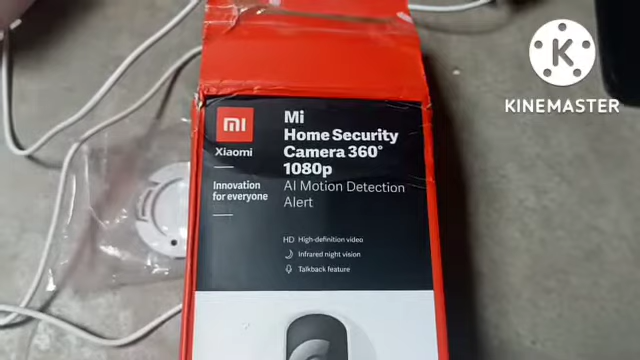 K
KINEMASTER
mi
Xiaomi
Innovation
for everyone
Mi
Home Security
Camera 360°
1080p
AI Motion Detection
Alert
HD High-definition video
Infrared night vision
Talkback feature